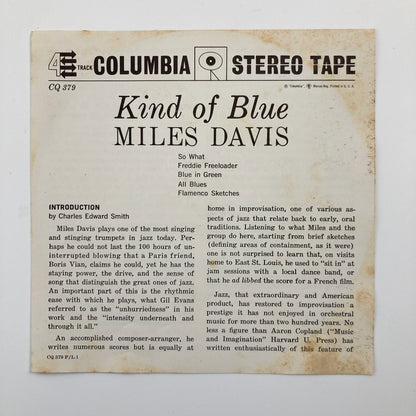 4 TRACK COLUMBIA STEREO TAPE
CQ 379
Kind of Blue
MILES DAVIS
So What
Freddie Freeloader
Blue in Green
All Blues
Flamenco Sketches
INTRODUCTION
by Charles Edward Smith
Miles Davis plays one of the most singing
and stinging trumpets in jazz today. Per-
haps he could not last the 100 hours of un-
interrupted blowing that a Paris friend,
Boris Vian, claims he could, yet he has the
staying power, the drive, and the sense of
song that distinguish the great ones of jazz.
An important part of this is the rhythmic
ease with which he plays, what Gil Evans
referred to as the "unhurriedness" in his
work and the "intensity underneath and
through it all."
An accomplished composer-arranger, he
writes numerous scores but is equally at
CQ 379 P/L 1
home in improvisation, one of various as-
pects of jazz that relate back to early, oral
traditions. Listening to what Miles and the
group do here, starting from brief sketches
(defining areas of containment, as it were)
one is not surprised to learn that, on visits
home to East St. Louis, he used to "sit in" at
jam sessions with a local dance band, or
that he ad libbed the score for a French film.
Jazz, that extraordinary and American
product, has restored to improvisation a
prestige it has not enjoyed in orchestral
music for more than two hundred years. No
less a figure than Aaron Copland ("Music
and Imagination" Harvard U. Press) has
written enthusiastically of this feature of